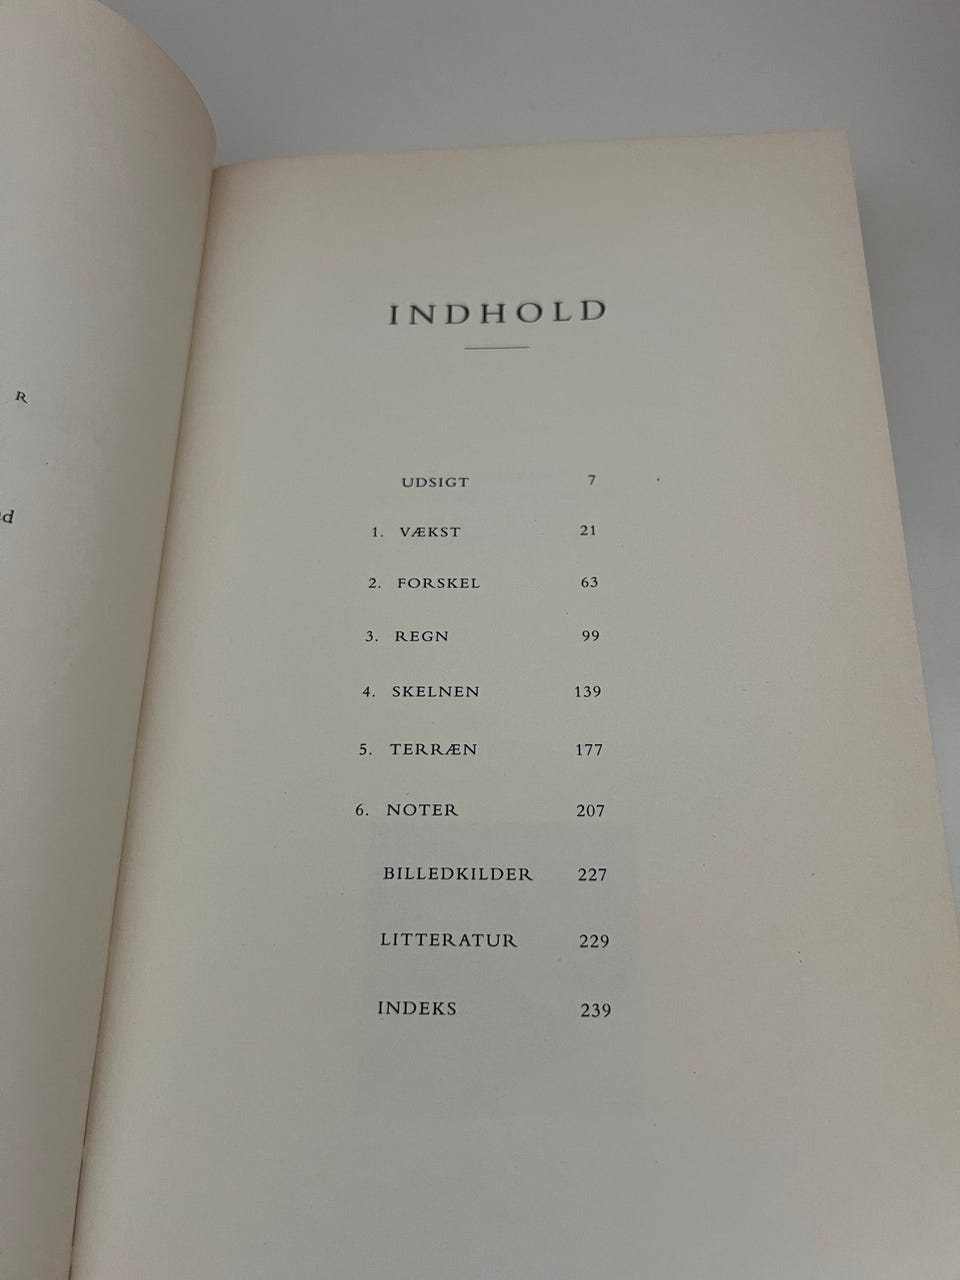 R
INDHOLD
UDSIGT 7
1. VÆKST 21
2. FORSKEL 63
3. REGN 99
4. SKELNEN 139
5. TERRÆN 177
6. NOTER 207
BILLEDKILDER 227
LITTERATUR 229
INDEKS 239